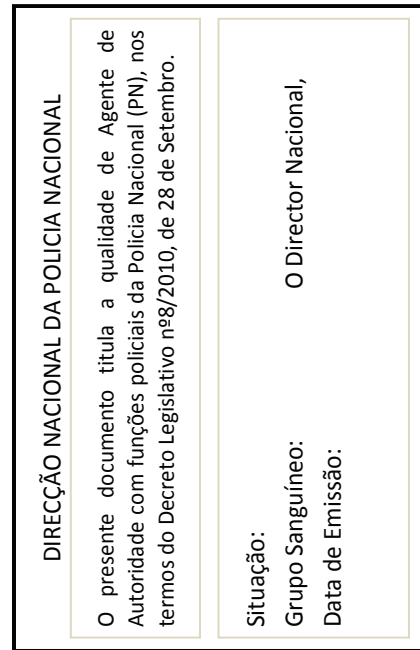 DIRECÇÃO NACIONAL DA POLICIA NACIONAL
O presente documento titula a qualidade de Agente de
Autoridade com funções policiais da Policia Nacional (PN), nos
termos do Decreto Legislativo nº8/2010, de 28 de Setembro.
Situação:
Grupo Sanguíneo: O Director Nacional,
Data de Emissão: